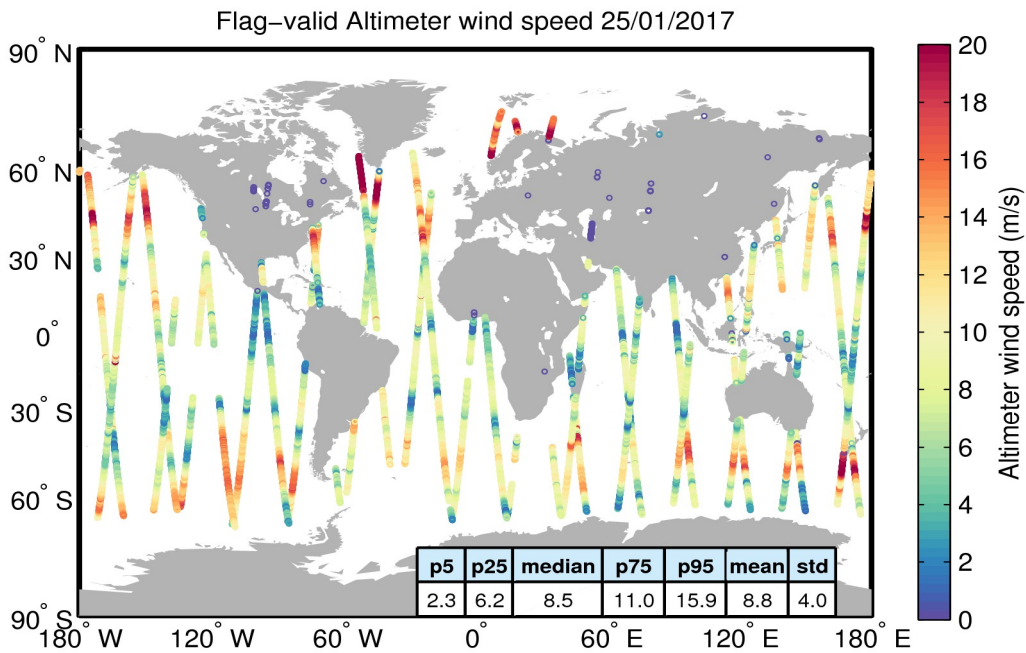 Flag−valid Altimeter wind speed 25/01/2017
90° N
60° N
30° N
0°
30° S
60° S
90° S
180° W
120° W
60° W
0°
60° E
120° E
180° E
p5 p25 median p75 p95 mean std
2.3 6.2 8.5 11.0 15.9 8.8 4.0
20
18
16
14
12
10
8
6
4
2
0
Altimeter wind speed (m/s)